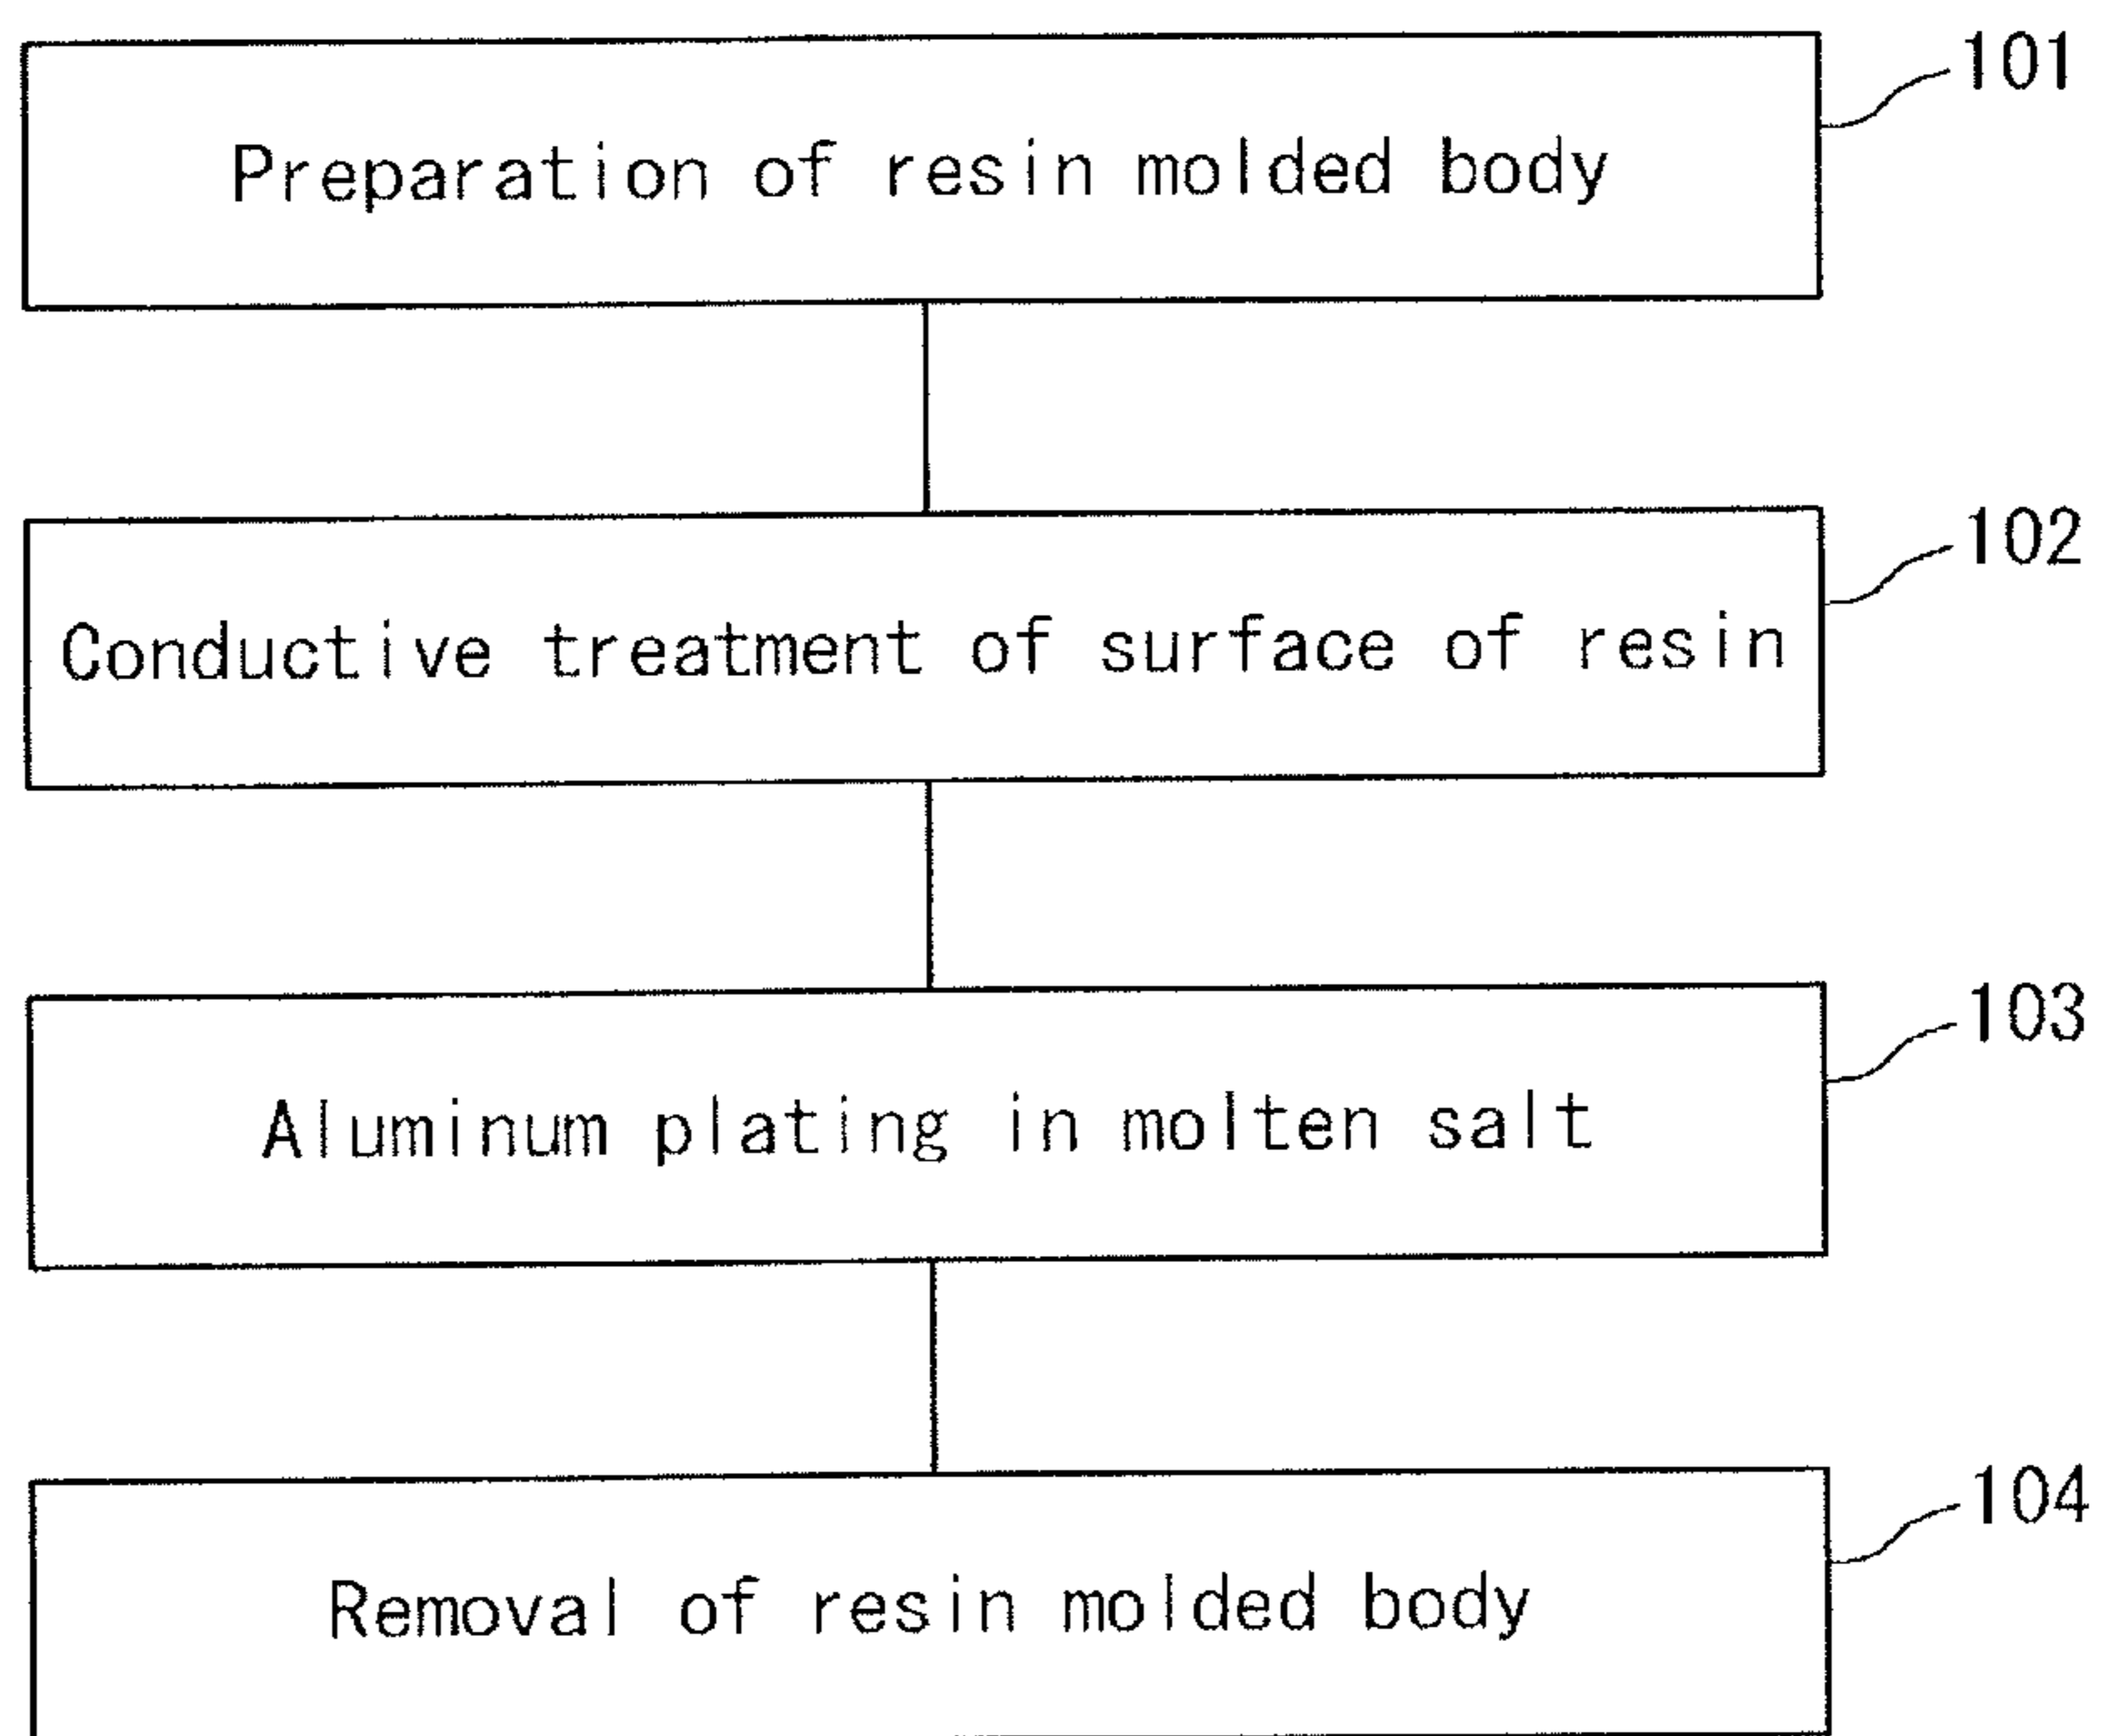 101
Preparation of resin molded body
102
Conductive treatment of surface of resin
103
Aluminum plating in molten salt
104
Removal of resin molded body